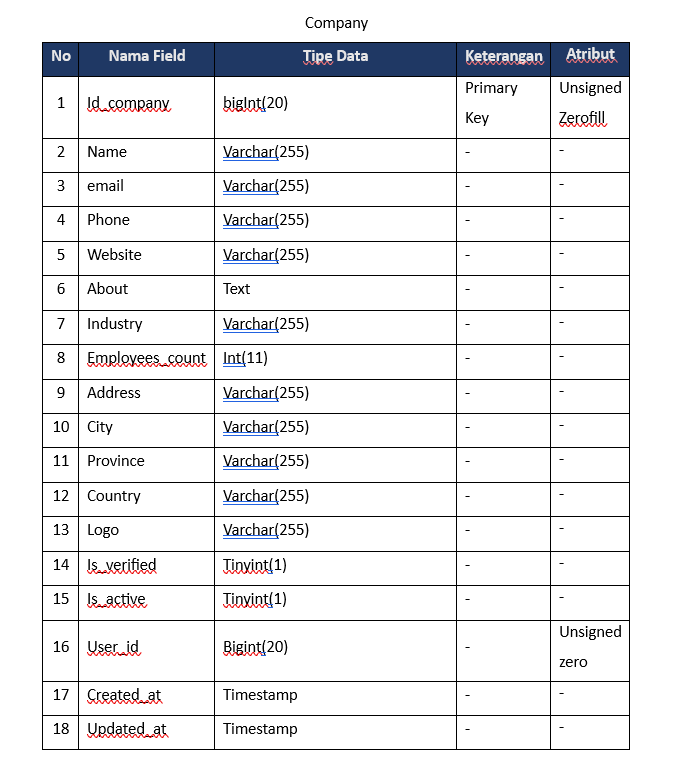 Company
No Nama Field Tipe Data Keterangan Atribut
1 Id_company bigInt(20) Primary Key Unsigned Zerofill
2 Name Varchar(255) - -
3 email Varchar(255) - -
4 Phone Varchar(255) - -
5 Website Varchar(255) - -
6 About Text - -
7 Industry Varchar(255) - -
8 Employees_count Int(11) - -
9 Address Varchar(255) - -
10 City Varchar(255) - -
11 Province Varchar(255) - -
12 Country Varchar(255) - -
13 Logo Varchar(255) - -
14 Is_verified Tinyint(1) - -
15 Is_active Tinyint(1) - -
16 User_id Bigint(20) - Unsigned zero
17 Created_at Timestamp - -
18 Updated_at Timestamp - -